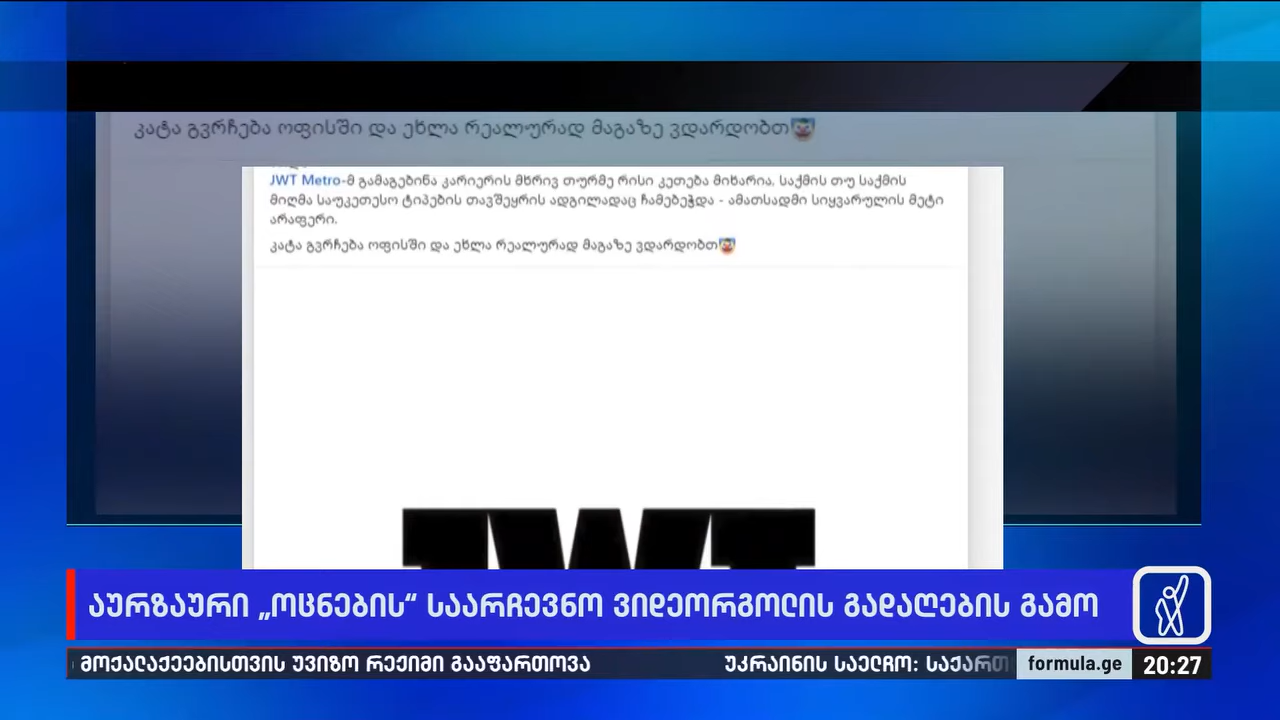 კატა გვრჩება ოფისში და ეხლა რეალურად მაგაზე ვდარდობთ🤡
JWT Metro-მ გამაგებინა კარიერის მხრივ თურმე რისი კეთება მიხარია, საქმის თუ საქმის
მიღმა საუკეთესო ტიპების თავშეყრის ადგილადაც ჩამებეჭდა - ამათსადმი სიყვარულის მეტი
არაფერი.
კატა გვრჩება ოფისში და ეხლა რეალურად მაგაზე ვდარდობთ🤡
JWT
აურზაური „ოცნების“ საარჩევნო ვიდეორგოლის გადაღების გამო
მოქალაქეებისთვის უვიზო რეჟიმი გააფართოვა უკრაინის საელჩო: საქართ
formula.ge 20:27